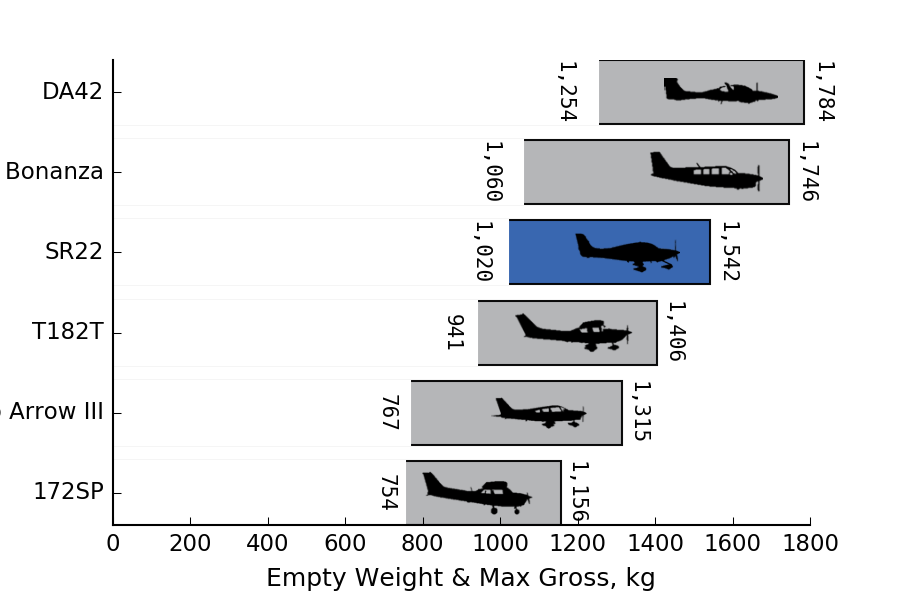 DA42 1,254 1,784
Bonanza 1,060 1,746
SR22 1,020 1,542
T182T 941 1,406
Arrow III 767 1,315
172SP 754 1,156
0 200 400 600 800 1000 1200 1400 1600 1800
Empty Weight & Max Gross, kg